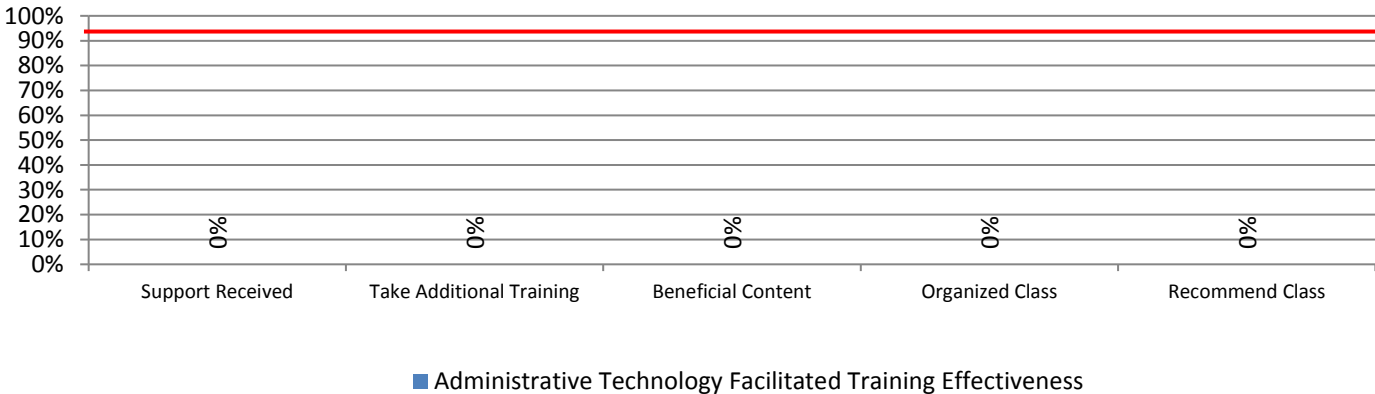 100%
90%
80%
70%
60%
50%
40%
30%
20%
10%
0%
0%
0%
0%
0%
0%
Support Received
Take Additional Training
Beneficial Content
Organized Class
Recommend Class
Administrative Technology Facilitated Training Effectiveness